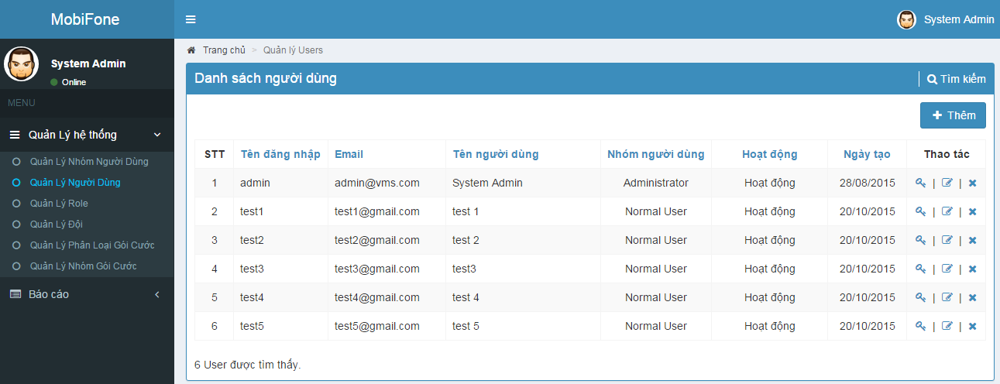 MobiFone
System Admin
System Admin
Online
MENU
Quản Lý hệ thống
Quản Lý Nhóm Người Dùng
Quản Lý Người Dùng
Quản Lý Role
Quản Lý Đội
Quản Lý Phân Loại Gói Cước
Quản Lý Nhóm Gói Cước
Báo cáo
Trang chủ > Quản lý Users
Danh sách người dùng | Tìm kiếm
Thêm
STT Tên đăng nhập Email Tên người dùng Nhóm người dùng Hoạt động Ngày tạo Thao tác
1 admin admin@vms.com System Admin Administrator Hoạt động 28/08/2015 | |
2 test1 test1@gmail.com test 1 Normal User Hoạt động 20/10/2015 | |
3 test2 test2@gmail.com test 2 Normal User Hoạt động 20/10/2015 | |
4 test3 test3@gmail.com test3 Normal User Hoạt động 20/10/2015 | |
5 test4 test4@gmail.com test 4 Normal User Hoạt động 20/10/2015 | |
6 test5 test5@gmail.com test 5 Normal User Hoạt động 20/10/2015 | |
6 User được tìm thấy.